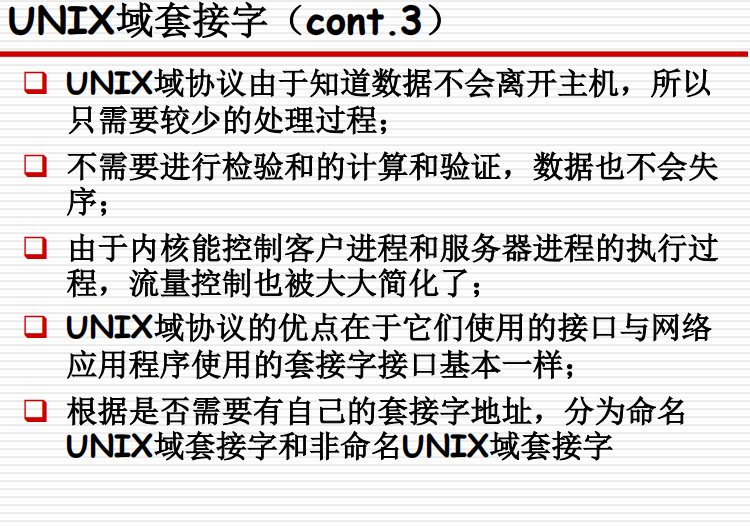 UNIX域套接字（cont.3）
UNIX域协议由于知道数据不会离开主机，所以
只需要较少的处理过程；
不需要进行检验和的计算和验证，数据也不会失
序；
由于内核能控制客户进程和服务器进程的执行过
程，流量控制也被大大简化了；
UNIX域协议的优点在于它们使用的接口与网络
应用程序使用的套接字接口基本一样；
根据是否需要有自己的套接字地址，分为命名
UNIX域套接字和非命名UNIX域套接字